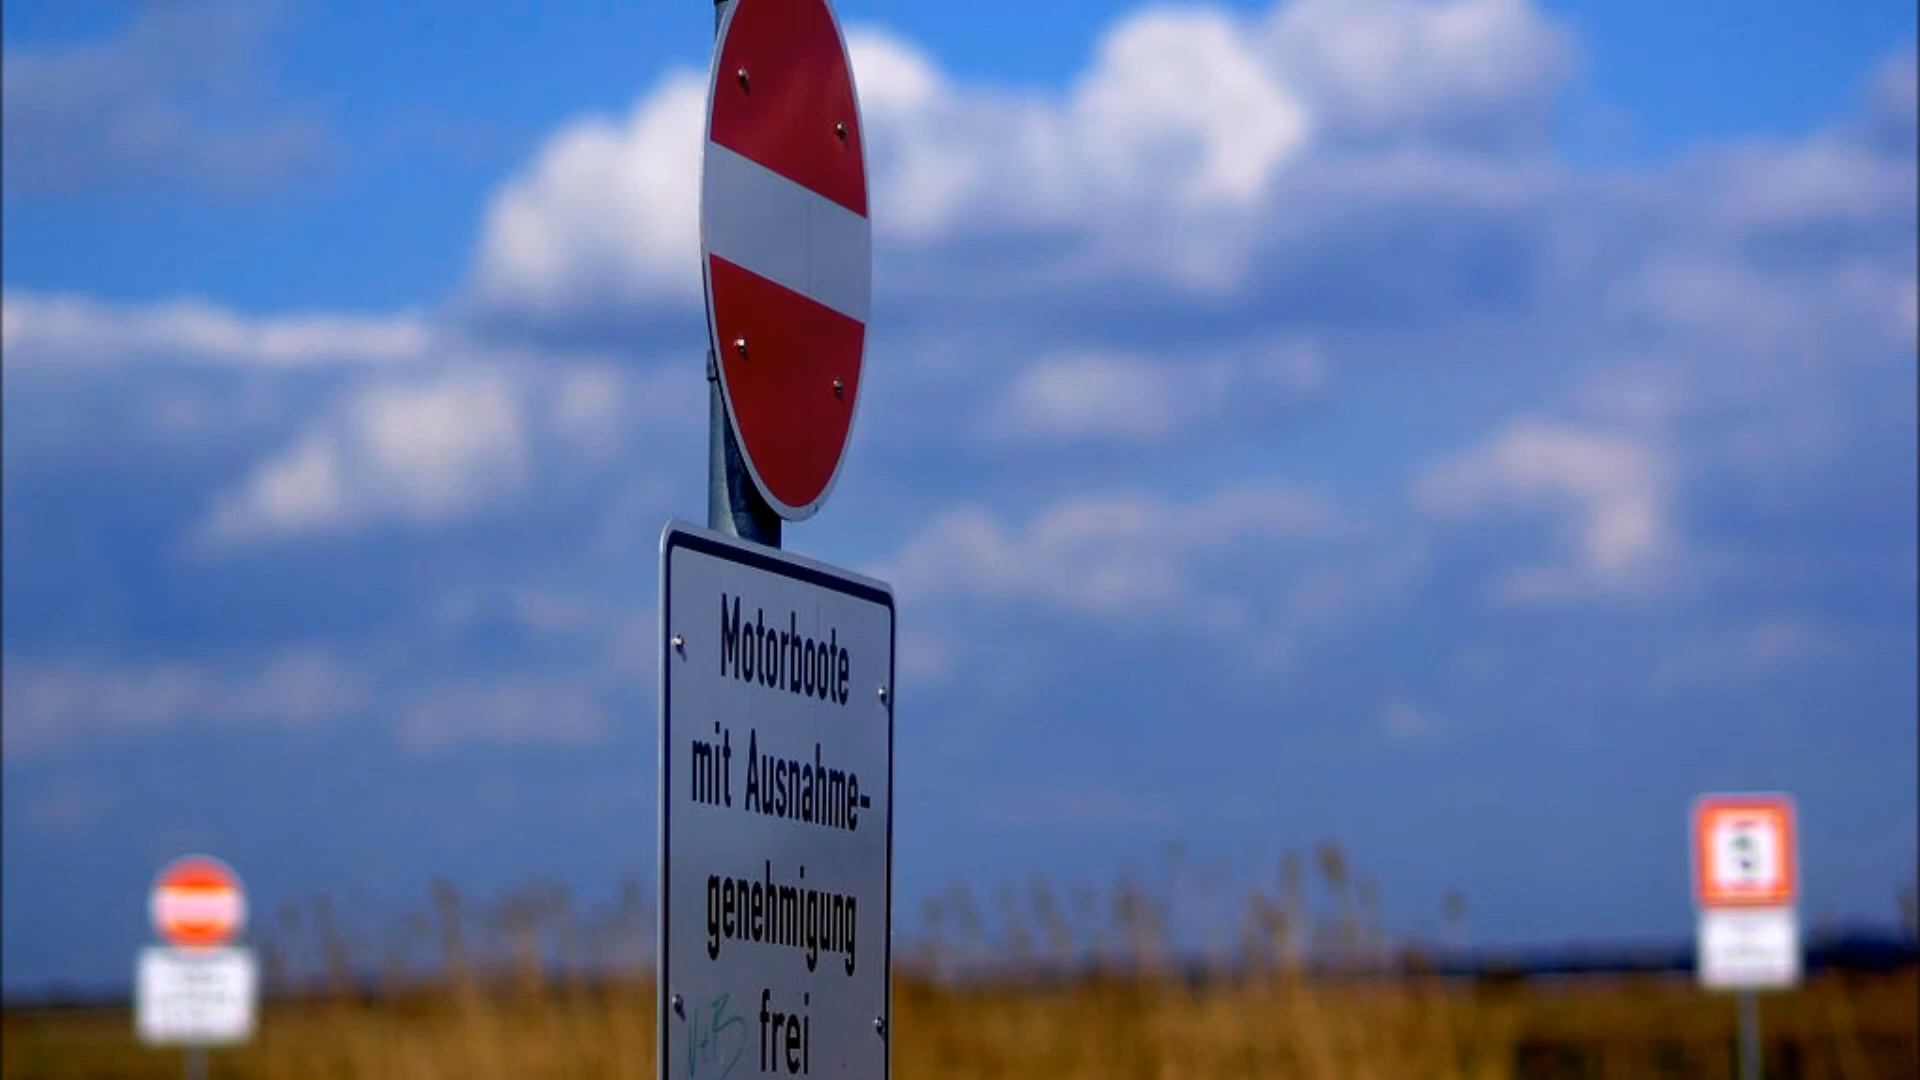 Motorboote
mit Ausnahme-
genehmigung
frei